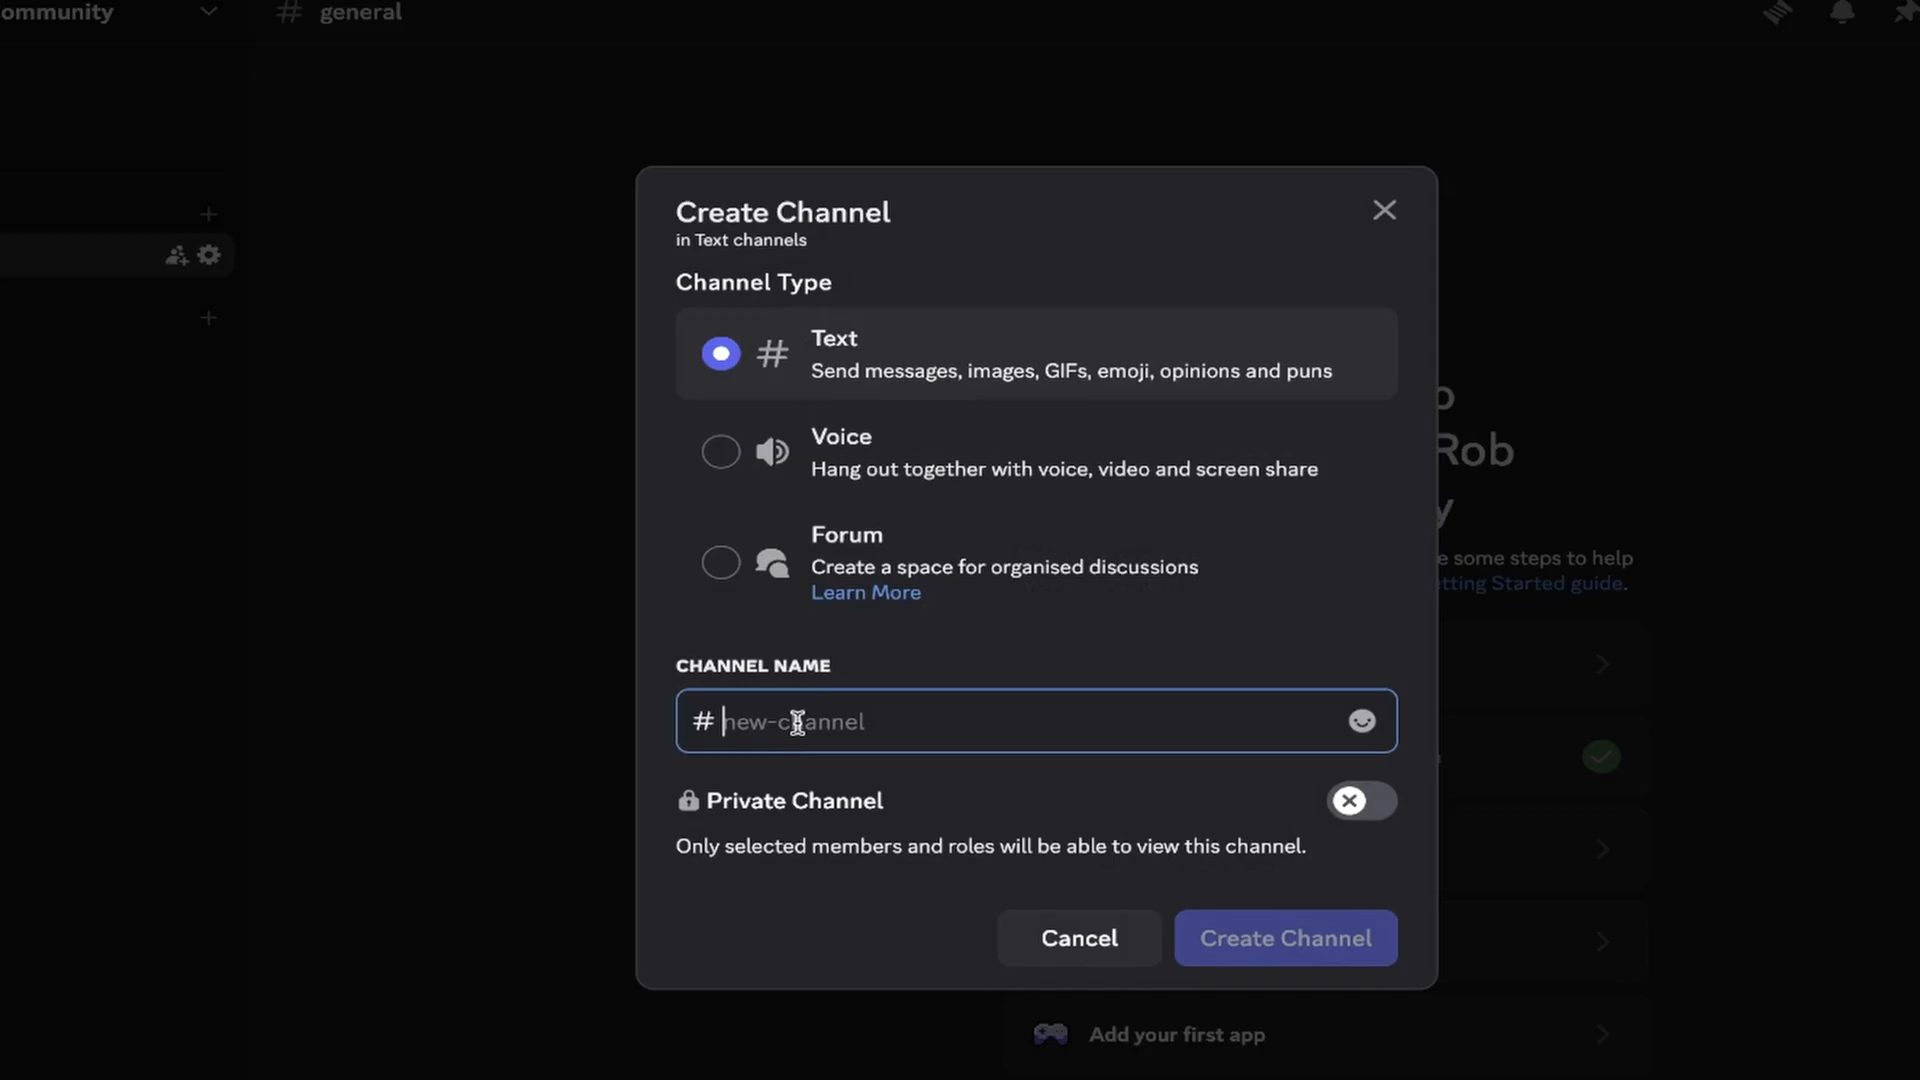 ommunity
# general
Create Channel
in Text channels
Channel Type
Text
Send messages, images, GIFs, emoji, opinions and puns
Voice
Hang out together with voice, video and screen share
Forum
Create a space for organised discussions
Learn More
o
Rob
y
e some steps to help
tting Started guide.
CHANNEL NAME
# new-channel
Private Channel
Only selected members and roles will be able to view this channel.
Cancel
Create Channel
Add your first app